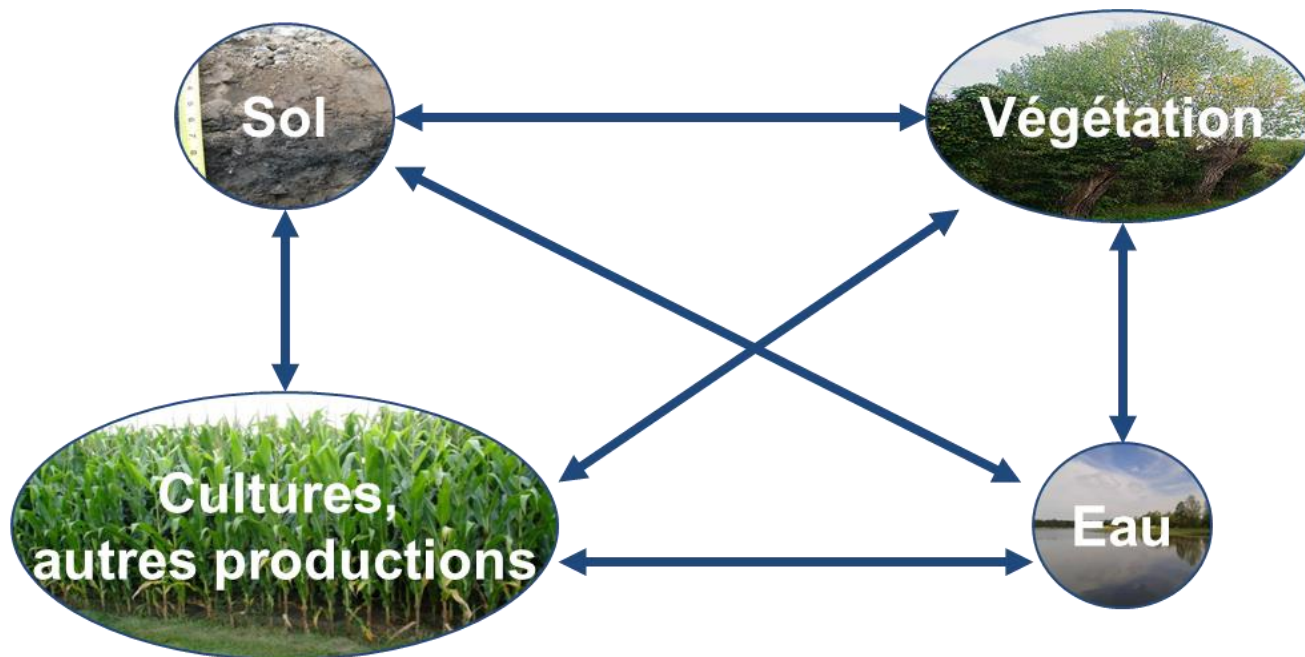 Sol
Végétation
Cultures,
autres productions
Eau